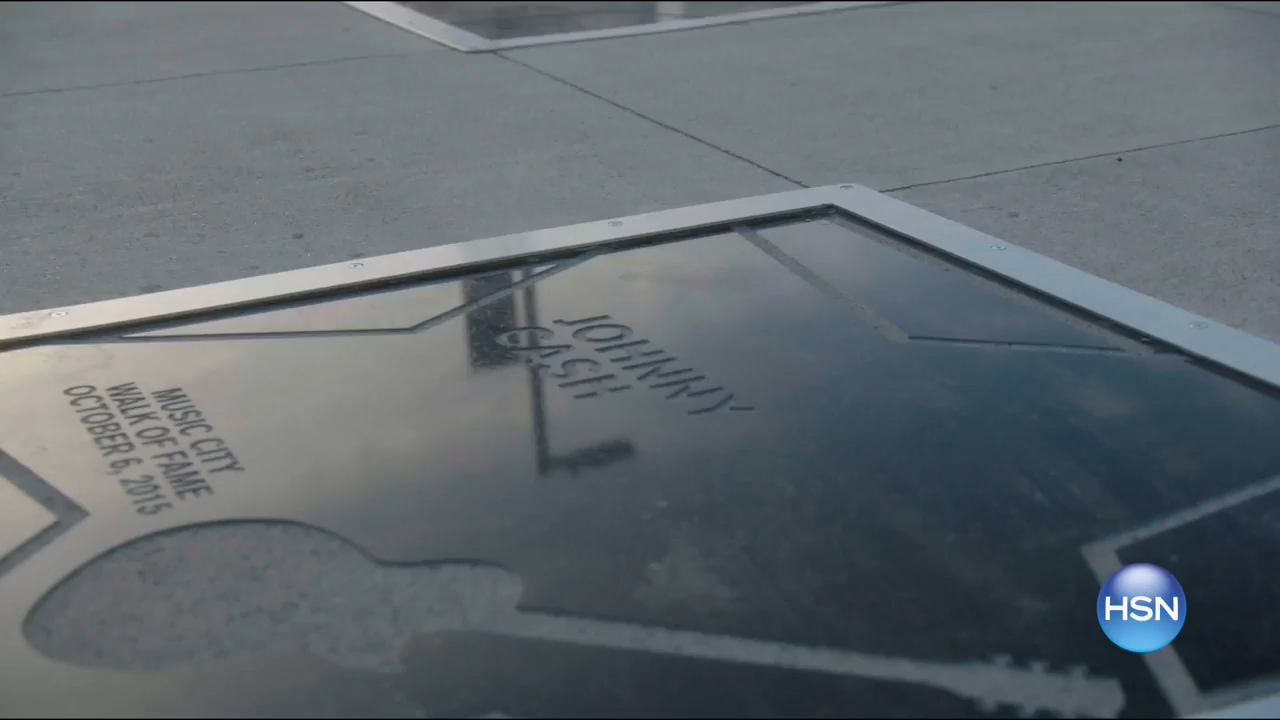 JOHNNY
CASH
MUSIC CITY
WALK OF FAME
OCTOBER 6, 2015
HSN